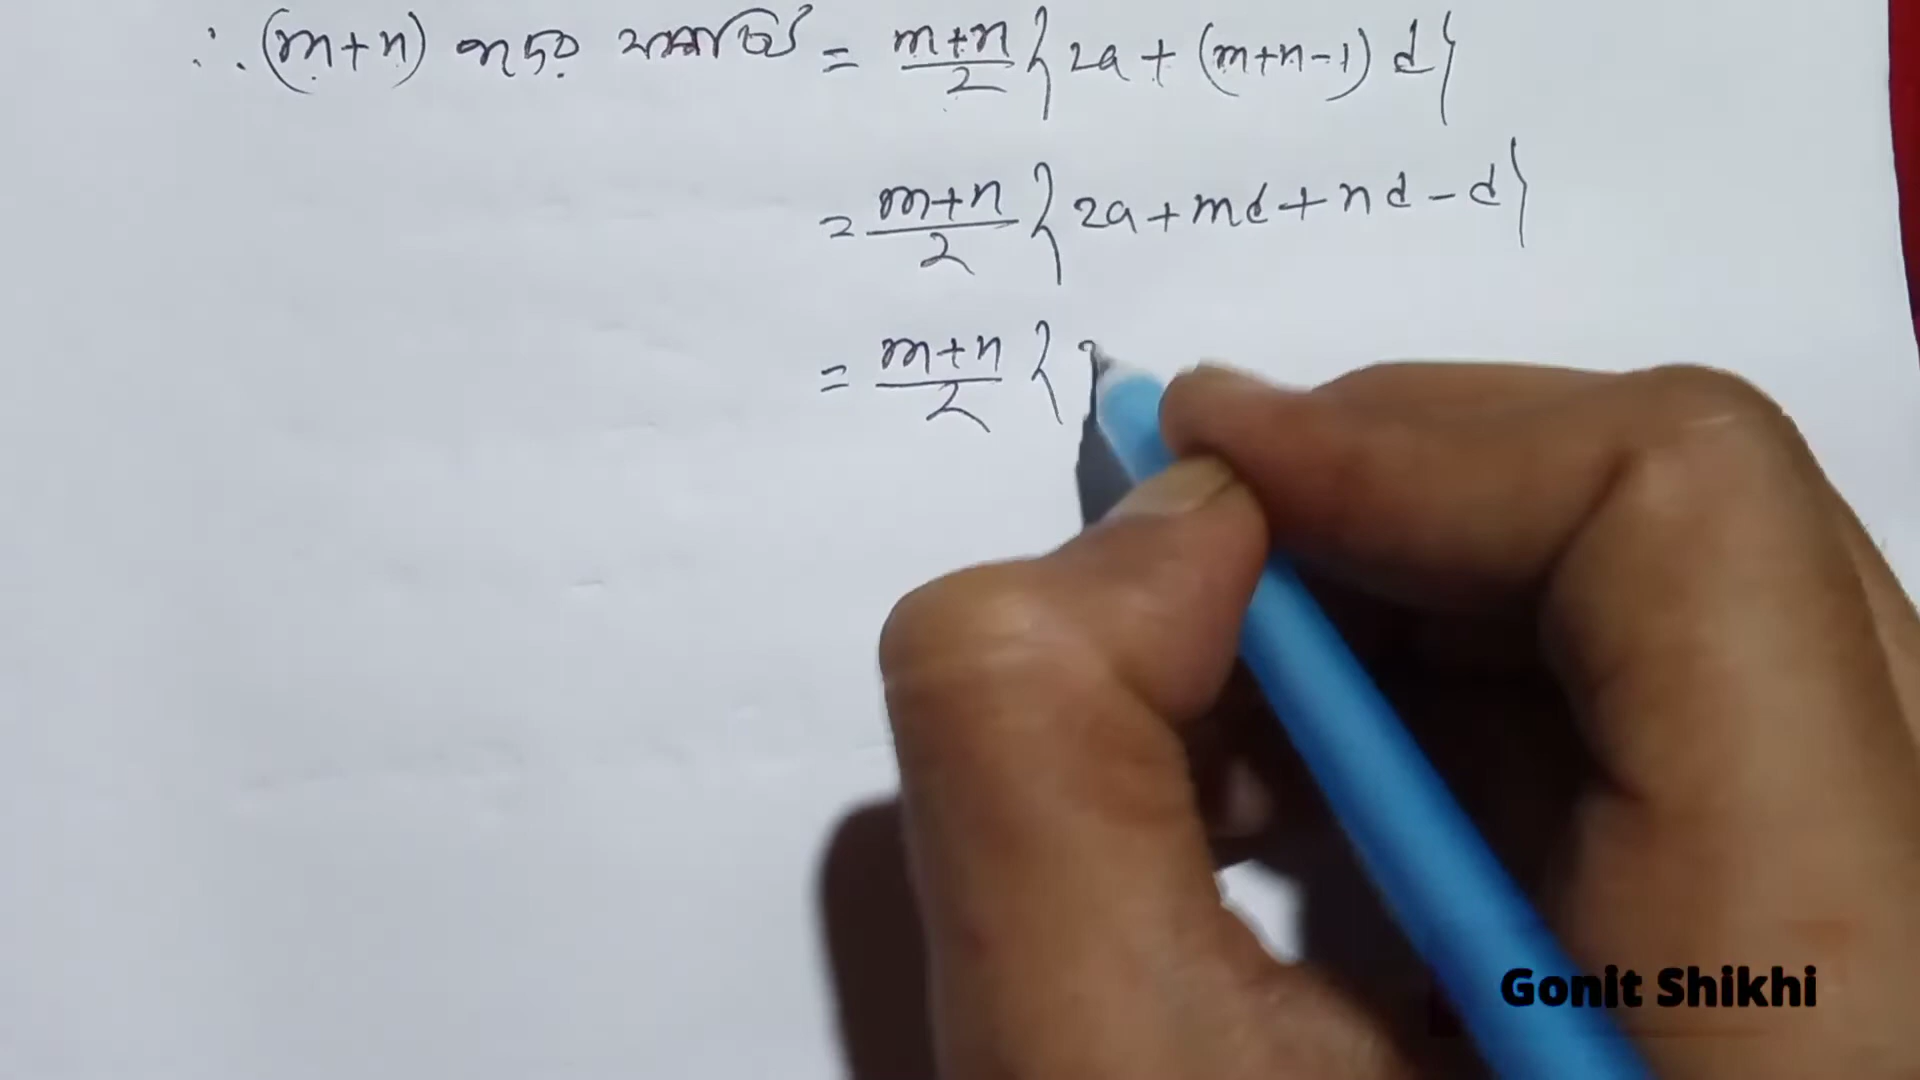 ∴ (m+n) পদের সমষ্টি = m+n/2 {2a + (m+n-1) d}
= m+n/2 {2a + md + nd - d}
= m+n/2 {
Gonit Shikhi